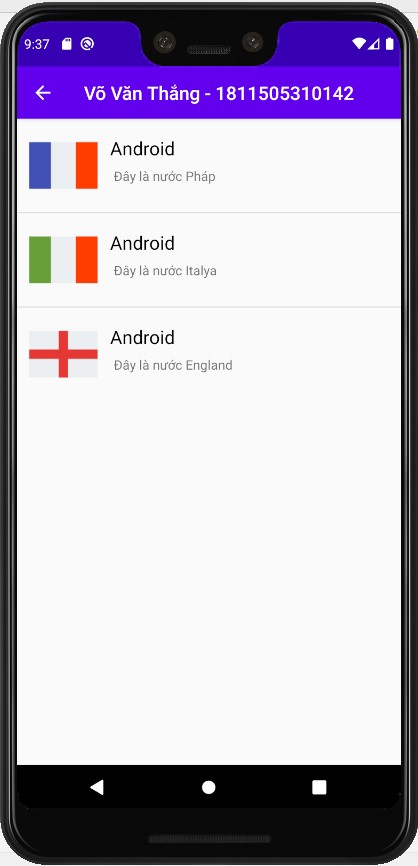 9:37
Võ Văn Thắng - 1811505310142
Android
Đây là nước Pháp
Android
Đây là nước Italya
Android
Đây là nước England